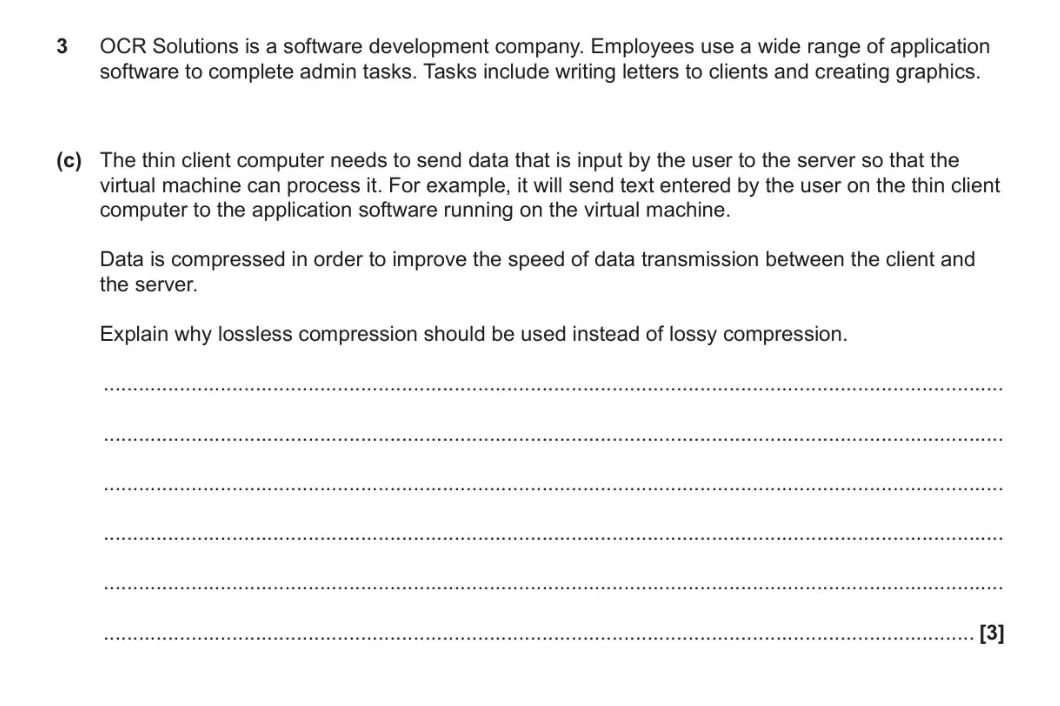 3 OCR Solutions is a software development company. Employees use a wide range of application
software to complete admin tasks. Tasks include writing letters to clients and creating graphics.
(c) The thin client computer needs to send data that is input by the user to the server so that the
virtual machine can process it. For example, it will send text entered by the user on the thin client
computer to the application software running on the virtual machine.
Data is compressed in order to improve the speed of data transmission between the client and
the server.
Explain why lossless compression should be used instead of lossy compression.
[3]